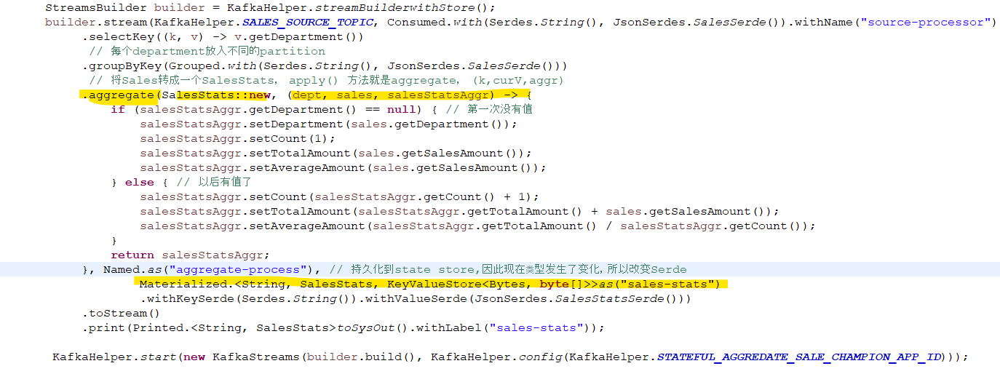 StreamsBuilder builder = KafkaHelper.streamBuilderwithStore();
builder.stream(KafkaHelper.SALES_SOURCE_TOPIC, Consumed.with(Serdes.String(), JsonSerdes.SalesSerde()).withName("source-processor")
.selectKey((k, v) -> v.getDepartment())
// 每个department放入不同的partition
.groupByKey(Grouped.with(Serdes.String(), JsonSerdes.SalesSerde()))
// 将Sales转成一个SalesStats, apply() 方法就是aggregate, (k,curV,aggr)
.aggregate(SalesStats::new, (dept, sales, salesStatsAggr) -> {
if (salesStatsAggr.getDepartment() == null) { // 第一次没有值
salesStatsAggr.setDepartment(sales.getDepartment());
salesStatsAggr.setCount(1);
salesStatsAggr.setTotalAmount(sales.getSalesAmount());
salesStatsAggr.setAverageAmount(sales.getSalesAmount());
} else { // 以后有值了
salesStatsAggr.setCount(salesStatsAggr.getCount() + 1);
salesStatsAggr.setTotalAmount(salesStatsAggr.getTotalAmount() + sales.getSalesAmount());
salesStatsAggr.setAverageAmount(salesStatsAggr.getTotalAmount() / salesStatsAggr.getCount());
}
return salesStatsAggr;
}, Named.as("aggregate-process"), // 持久化到state store,因此现在类型发生了变化,所以改变Serde
Materialized.<String, SalesStats, KeyValueStore<Bytes, byte[]>>as("sales-stats")
.withKeySerde(Serdes.String()).withValueSerde(JsonSerdes.SalesStatsSerde()))
.toStream()
.print(Printed.<String, SalesStats>toSysOut().withLabel("sales-stats"));
KafkaHelper.start(new KafkaStreams(builder.build(), KafkaHelper.config(KafkaHelper.STATEFUL_AGGREDATE_SALE_CHAMPION_APP_ID)));